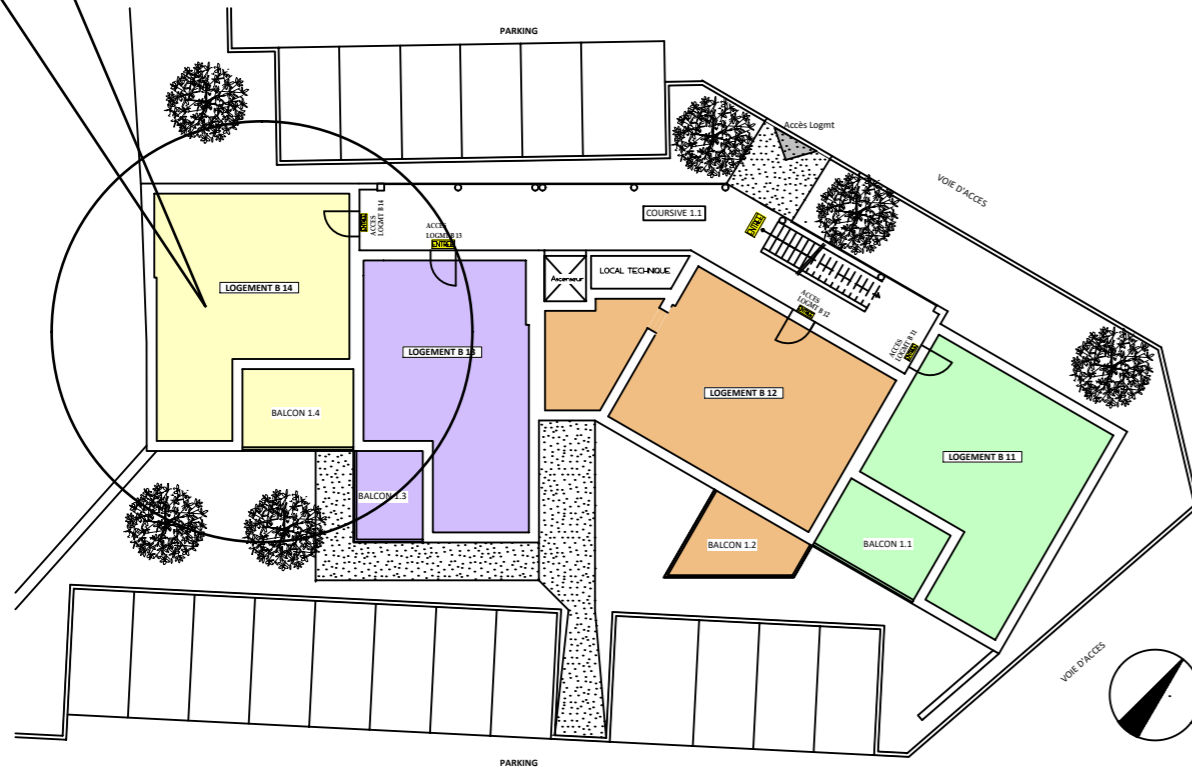 PARKING
Accès Logmt
VOIE D'ACCES
COURSIVE 1.1
ENTREE
ACCES
LOGMT B 14
ACCES
LOGMT B 13
ENTREE
LOCAL TECHNIQUE
Ascenseur
LOGEMENT B 14
ACCES
LOGMT B 12
ACCES
LOGMT B 11
LOGEMENT B 13
LOGEMENT B 12
BALCON 1.4
LOGEMENT B 11
BALCON 1.3
BALCON 1.2
BALCON 1.1
VOIE D'ACCES
PARKING